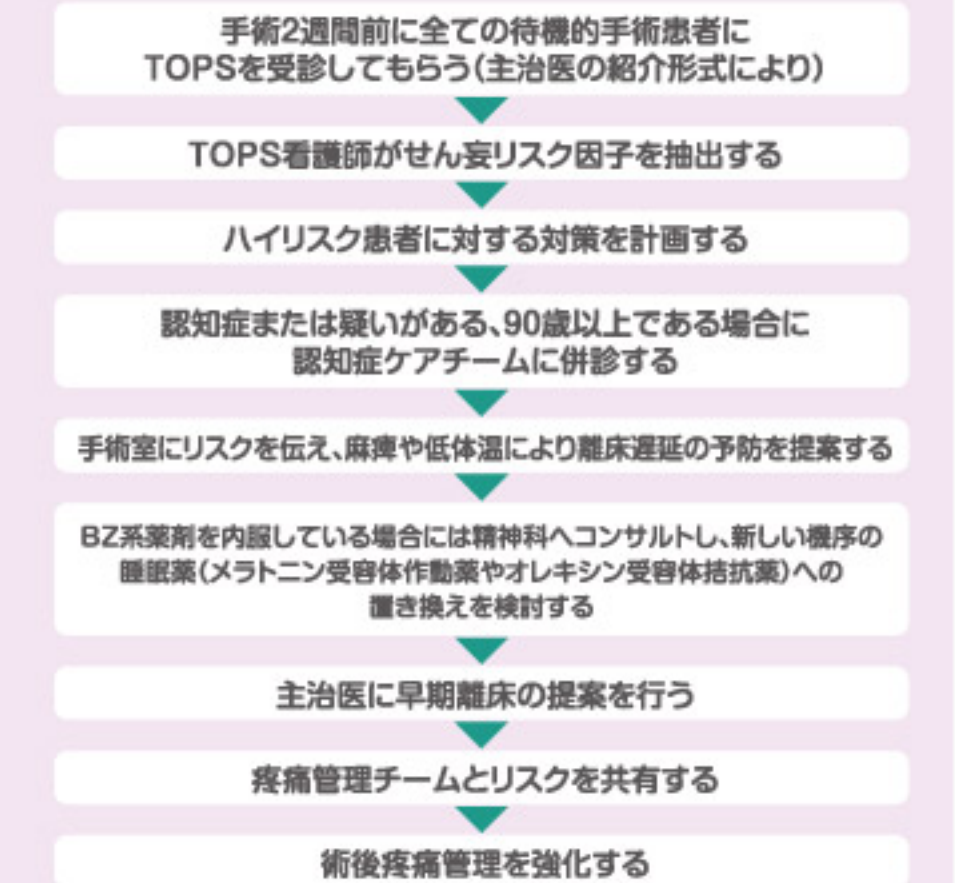 手術2週間前に全ての待機的手術患者に
TOPSを受診してもらう（主治医の紹介形式により）
TOPS看護師がせん妄リスク因子を抽出する
ハイリスク患者に対する対策を計画する
認知症または疑いがある、90歳以上である場合に
認知症ケアチームに併診する
手術室にリスクを伝え、麻痺や低体温により離床遅延の予防を提案する
BZ系薬剤を内服している場合には精神科へコンサルトし、新しい機序の
睡眠薬（メラトニン受容体作動薬やオレキシン受容体拮抗薬）への
置き換えを検討する
主治医に早期離床の提案を行う
疼痛管理チームとリスクを共有する
術後疼痛管理を強化する